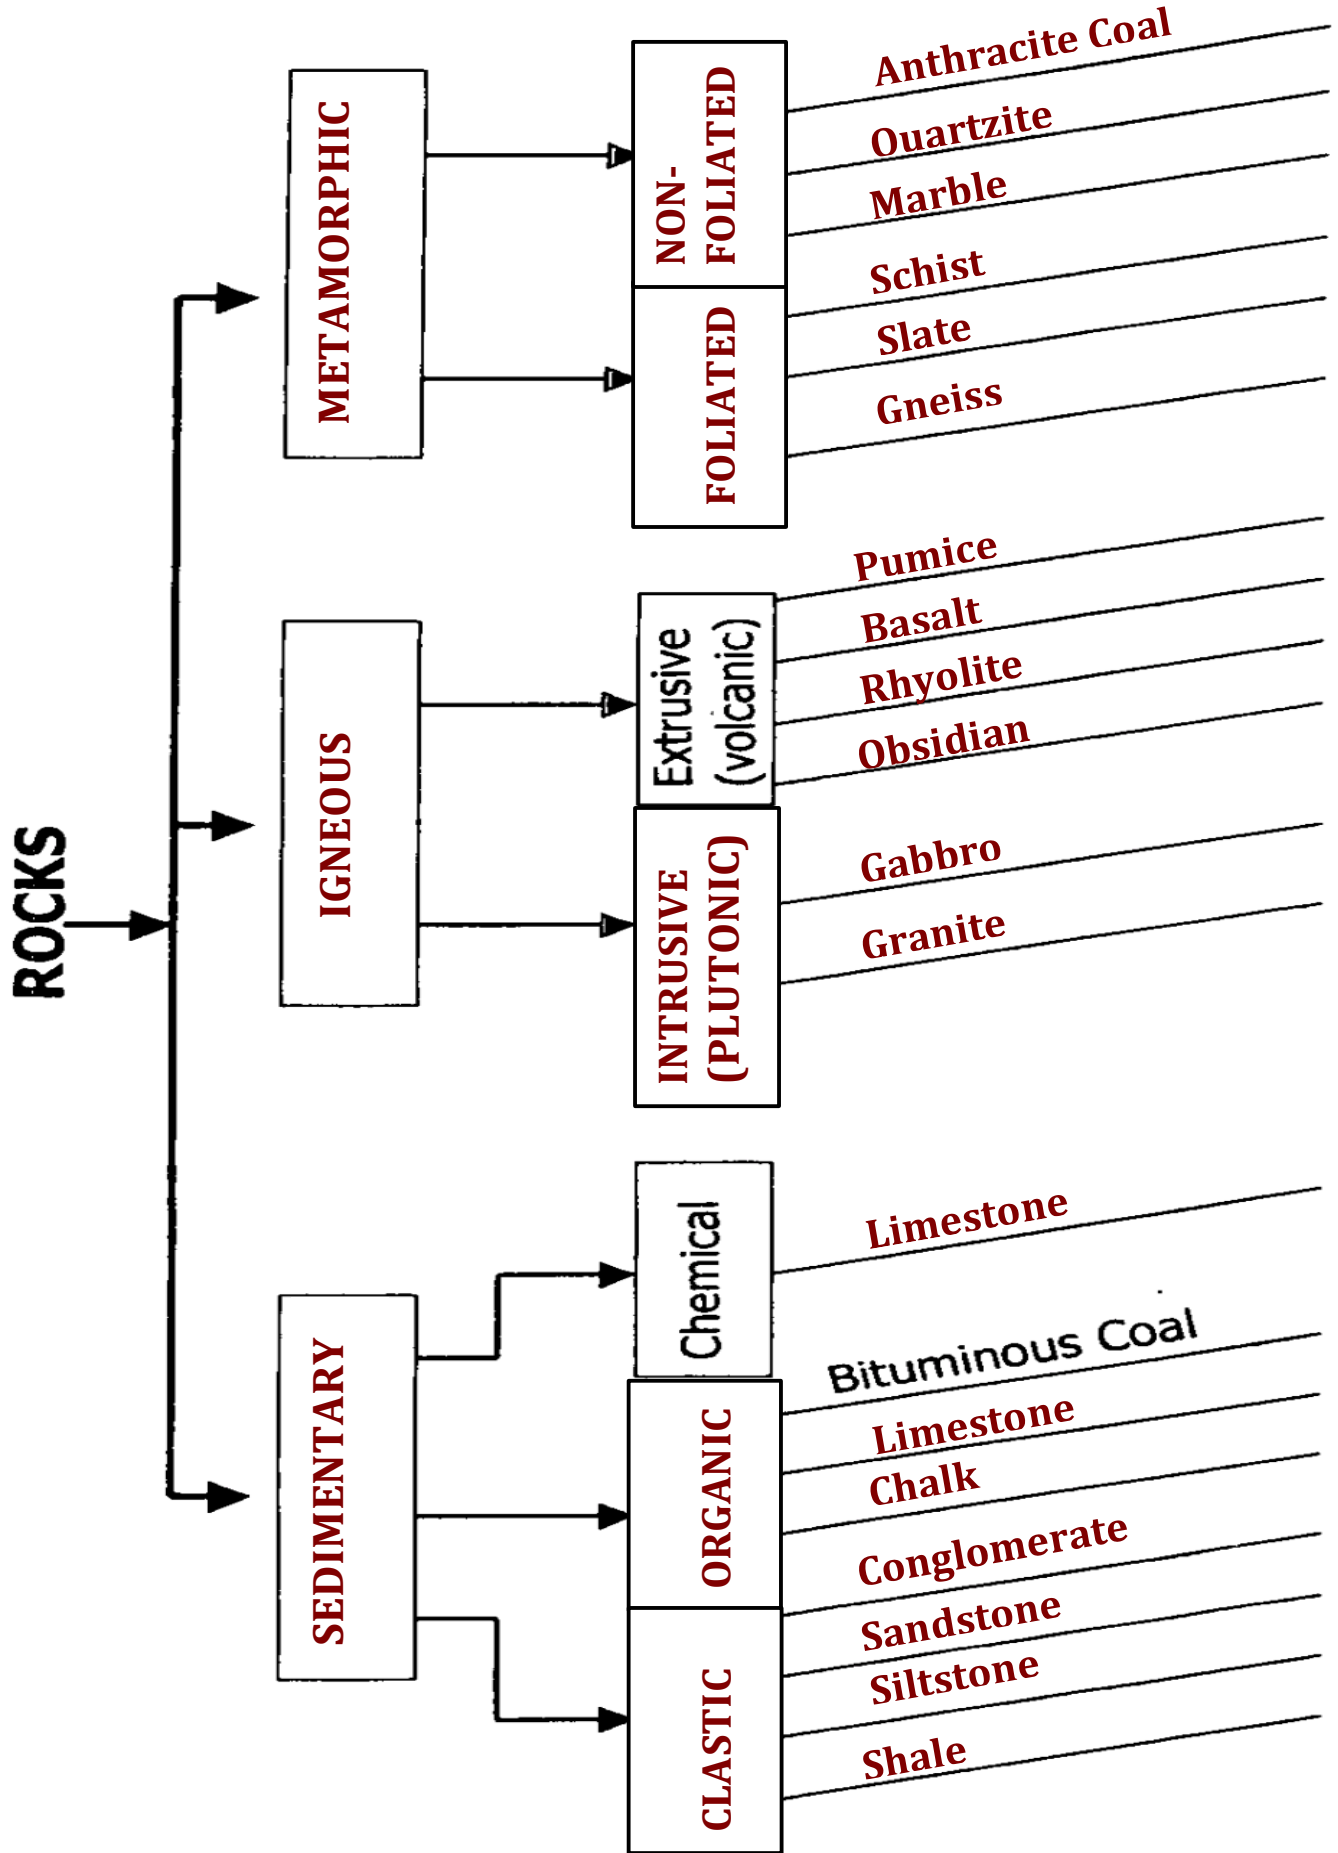 ROCKS
SEDIMENTARY
IGNEOUS
METAMORPHIC
CLASTIC
ORGANIC
Chemical
INTRUSIVE
(PLUTONIC)
Extrusive
(volcanic)
FOLIATED
NON-
FOLIATED
Shale
Siltstone
Sandstone
Conglomerate
Chalk
Limestone
Bituminous Coal
Limestone
Granite
Gabbro
Obsidian
Rhyolite
Basalt
Pumice
Gneiss
Slate
Schist
Marble
Quartzite
Anthracite Coal